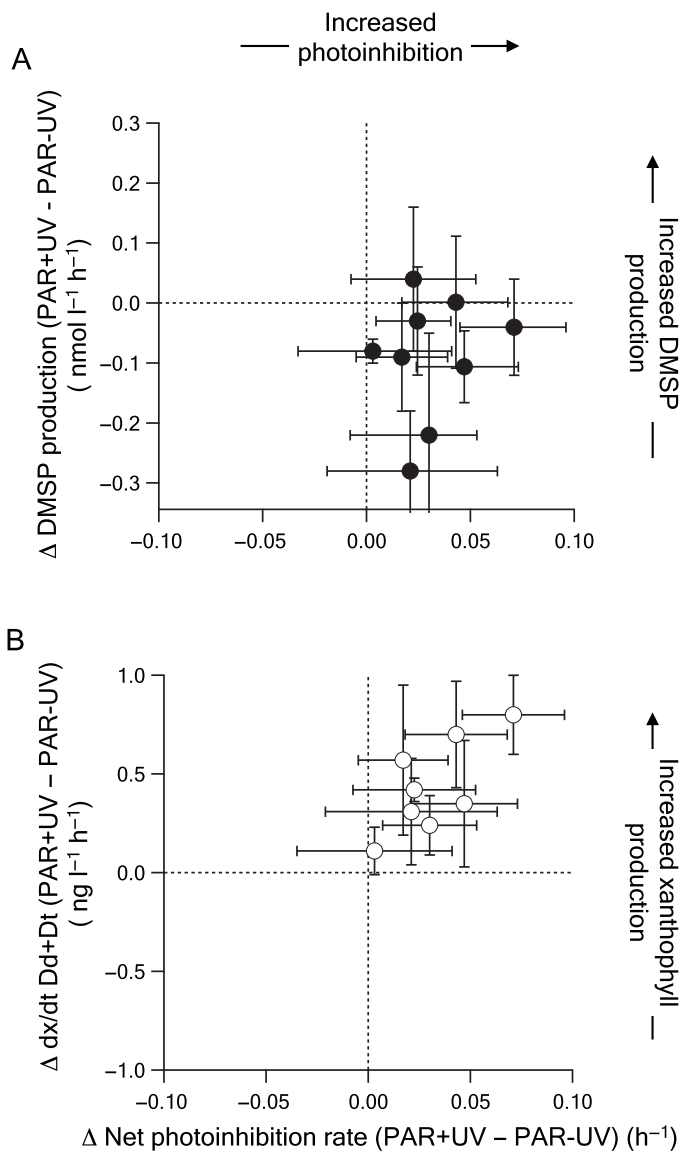 Increased
photoinhibition
A
Δ DMSP production (PAR+UV - PAR-UV)
( nmol l⁻¹ h⁻¹)
0.3
0.2
0.1
0.0
−0.1
−0.2
−0.3
−0.10
−0.05
0.00
0.05
0.10
Increased DMSP
production
B
Δ dx/dt Dd+Dt (PAR+UV – PAR-UV)
( ng l⁻¹ h⁻¹)
1.0
0.5
0.0
−0.5
−1.0
−0.10
−0.05
0.00
0.05
0.10
Increased xanthophyll
production
Δ Net photoinhibition rate (PAR+UV – PAR-UV) (h⁻¹)